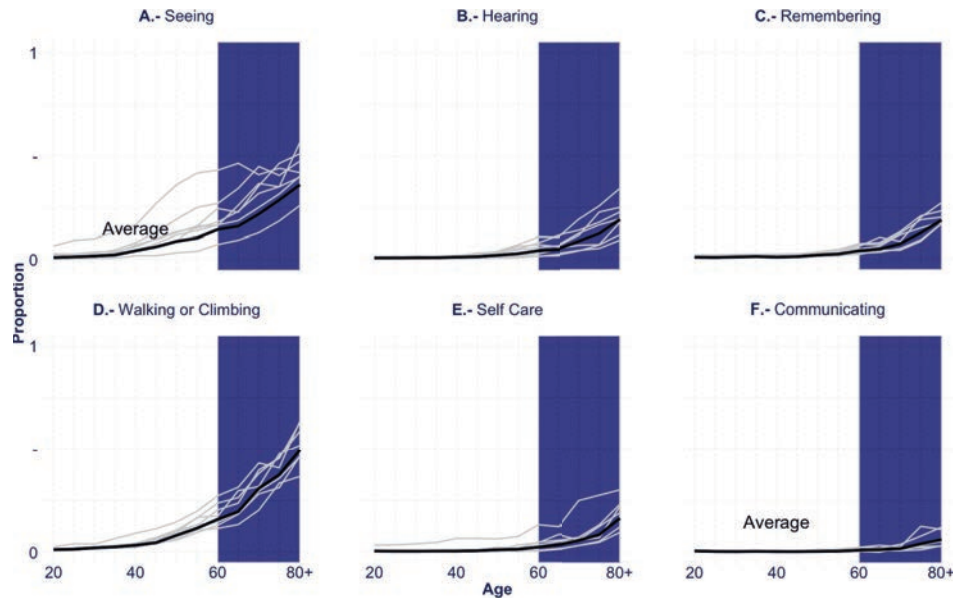 A.- Seeing
B.- Hearing
C.- Remembering
1
-
Average
0
Proportion
D.- Walking or Climbing
E.- Self Care
F.- Communicating
1
-
Average
0
20 40 60 80+
20 40 60 80+
20 40 60 80+
Age